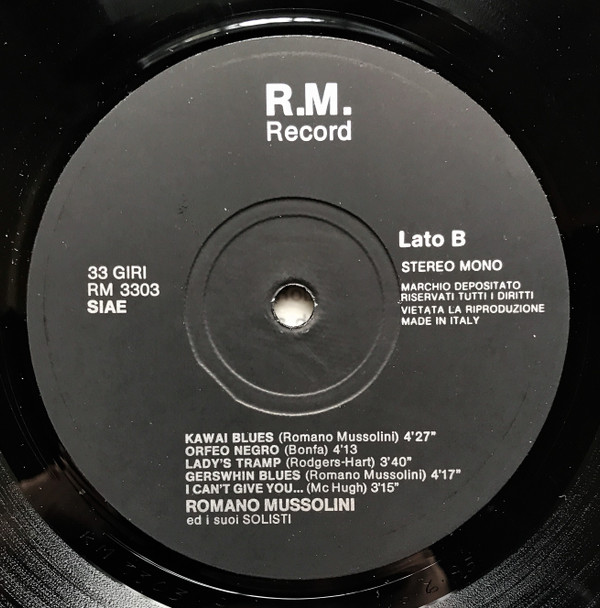 R.M.
Record
Lato B
STEREO MONO
MARCHIO DEPOSITATO
RISERVATI TUTTI I DIRITTI
VIETATA LA RIPRODUZIONE
MADE IN ITALY
33 GIRI
RM 3303
SIAE
KAWAI BLUES (Romano Mussolini) 4'27"
ORFEO NEGRO (Bonfa) 4'13
LADY'S TRAMP (Rodgers-Hart) 3'40"
GERSWHIN BLUES (Romano Mussolini) 4'17"
I CAN'T GIVE YOU... (Mc Hugh) 3'15"
ROMANO MUSSOLINI
ed i suoi SOLISTI